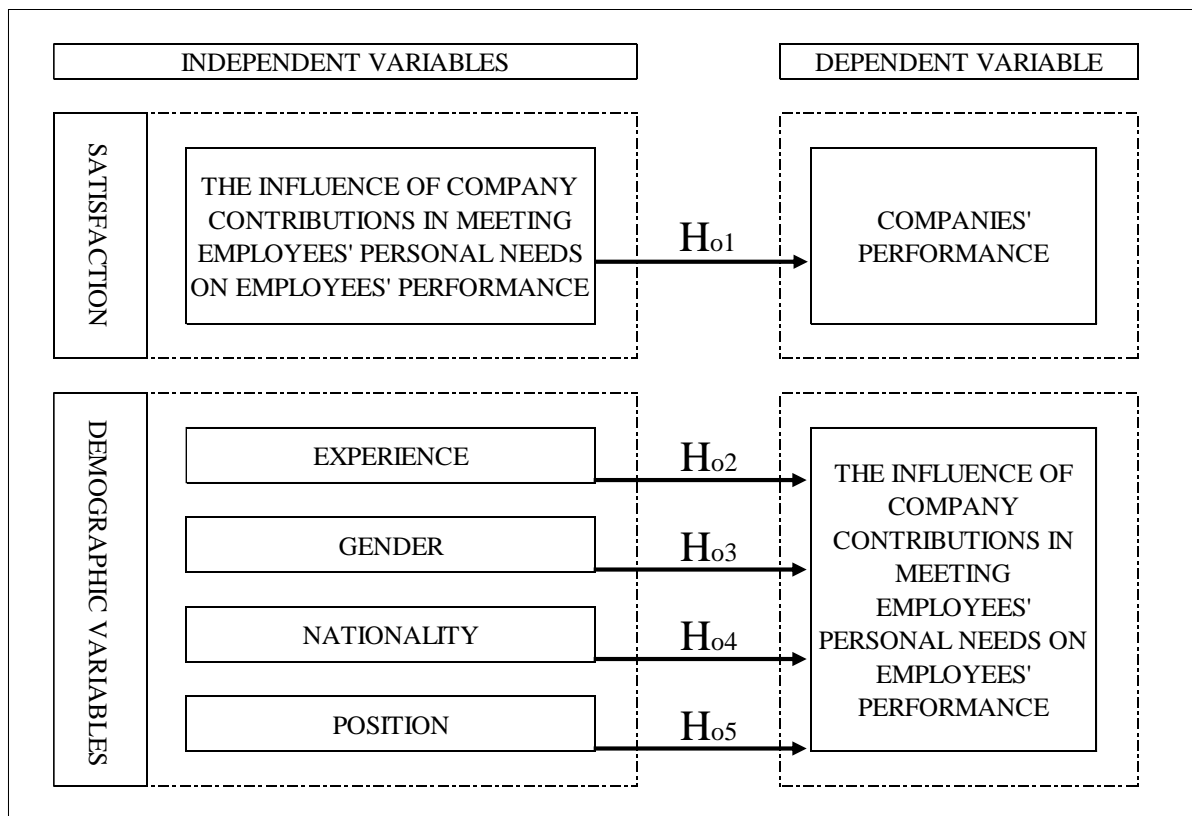 INDEPENDENT VARIABLES
DEPENDENT VARIABLE
SATISFACTION
THE INFLUENCE OF COMPANY
CONTRIBUTIONS IN MEETING
EMPLOYEES' PERSONAL NEEDS
ON EMPLOYEES' PERFORMANCE
Ho1
COMPANIES'
PERFORMANCE
DEMOGRAPHIC VARIABLES
EXPERIENCE
Ho2
GENDER
Ho3
NATIONALITY
Ho4
POSITION
Ho5
THE INFLUENCE OF
COMPANY
CONTRIBUTIONS IN
MEETING
EMPLOYEES'
PERSONAL NEEDS ON
EMPLOYEES'
PERFORMANCE